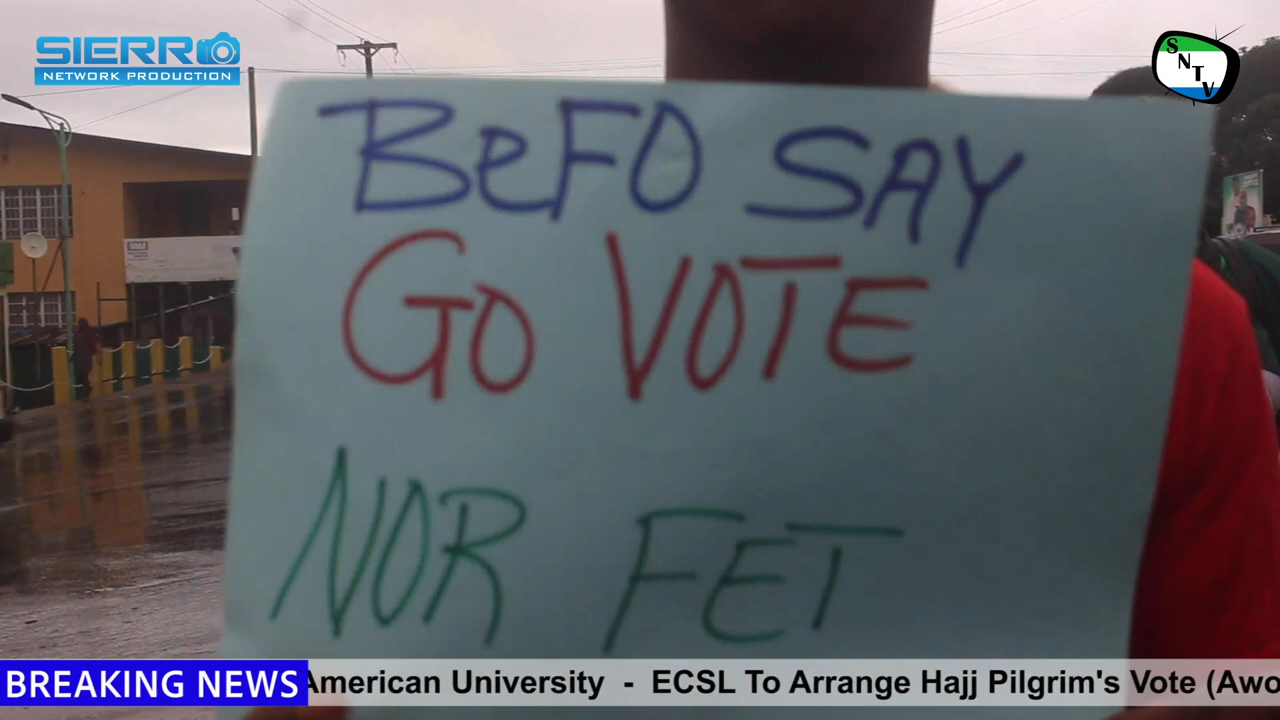 SIERRO
NETWORK PRODUCTION
SNTV
BeFO SAY
GO VOTE
NOR FET
BREAKING NEWS
American University - ECSL To Arrange Hajj Pilgrim's Vote (Awo